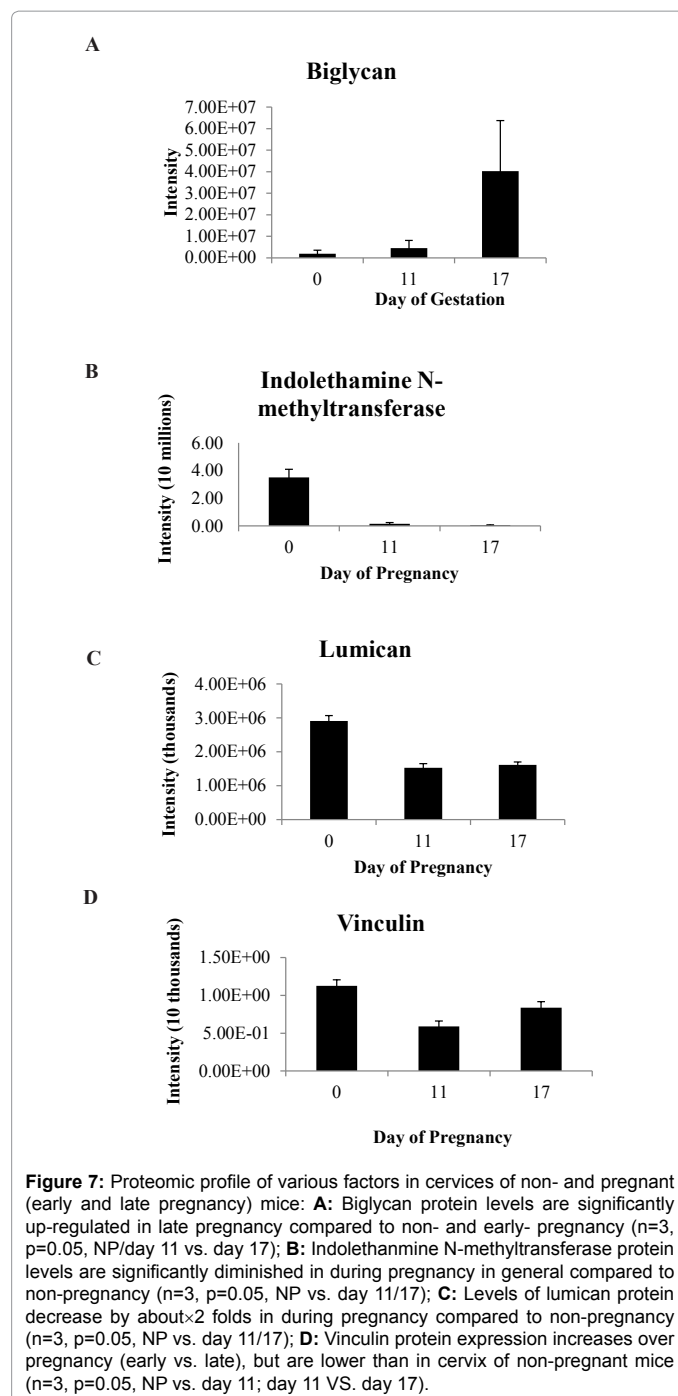 A
Biglycan
7.00E+07
6.00E+07
5.00E+07
4.00E+07
3.00E+07
2.00E+07
1.00E+07
0.00E+00
Intensity
0 11 17
Day of Gestation
B
Indolethamine N-
methyltransferase
6.00
4.00
2.00
0.00
Intensity (10 millions)
0 11 17
Day of Pregnancy
C
Lumican
4.00E+06
3.00E+06
2.00E+06
1.00E+06
0.00E+00
Intensity (thousands)
0 11 17
Day of Pregnancy
D
Vinculin
1.50E+00
1.00E+00
5.00E-01
0.00E+00
Intensity (10 thousands)
0 11 17
Day of Pregnancy
Figure 7: Proteomic profile of various factors in cervices of non- and pregnant
(early and late pregnancy) mice: A: Biglycan protein levels are significantly
up-regulated in late pregnancy compared to non- and early- pregnancy (n=3,
p=0.05, NP/day 11 vs. day 17); B: Indolethanmine N-methyltransferase protein
levels are significantly diminished in during pregnancy in general compared to
non-pregnancy (n=3, p=0.05, NP vs. day 11/17); C: Levels of lumican protein
decrease by about×2 folds in during pregnancy compared to non-pregnancy
(n=3, p=0.05, NP vs. day 11/17); D: Vinculin protein expression increases over
pregnancy (early vs. late), but are lower than in cervix of non-pregnant mice
(n=3, p=0.05, NP vs. day 11; day 11 VS. day 17).